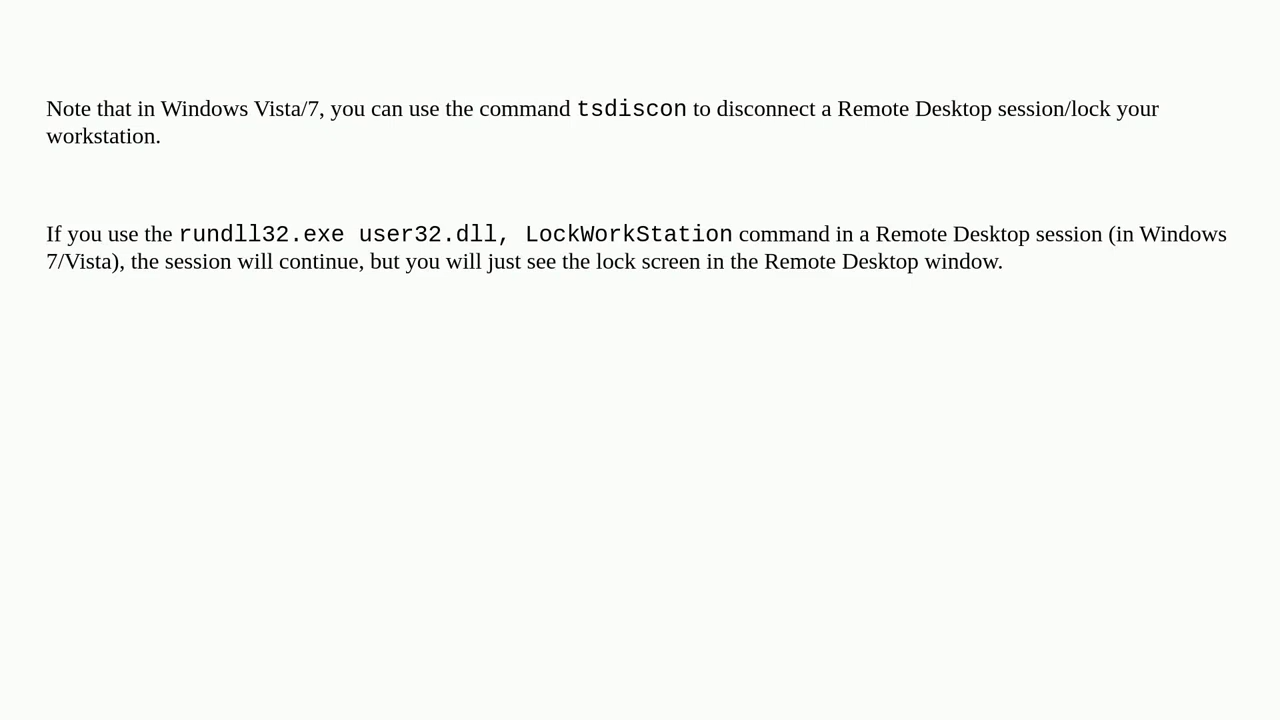 Note that in Windows Vista/7, you can use the command tsdiscon to disconnect a Remote Desktop session/lock your
workstation.
If you use the rundll32.exe user32.dll, LockWorkStation command in a Remote Desktop session (in Windows
7/Vista), the session will continue, but you will just see the lock screen in the Remote Desktop window.